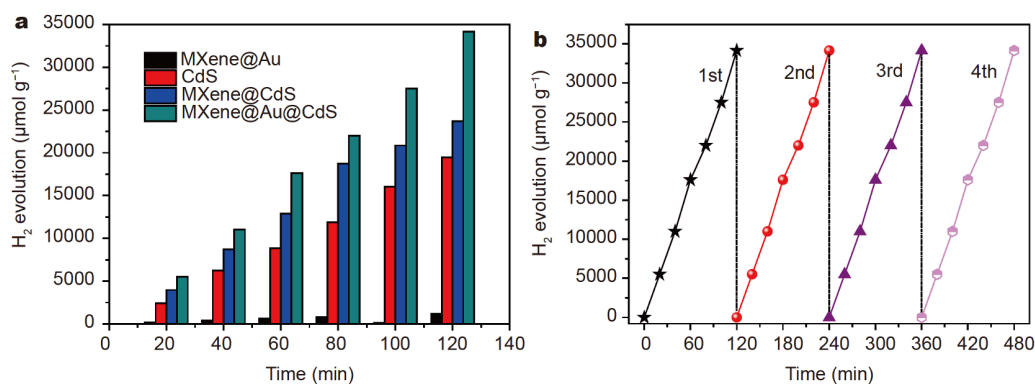 a
H₂ evolution (μmol g⁻¹)
35000
30000
25000
20000
15000
10000
5000
0
MXene@Au
CdS
MXene@CdS
MXene@Au@CdS
0 20 40 60 80 100 120 140
Time (min)
b
H₂ evolution (μmol g⁻¹)
35000
30000
25000
20000
15000
10000
5000
0
1st 2nd 3rd 4th
0 60 120 180 240 300 360 420 480
Time (min)